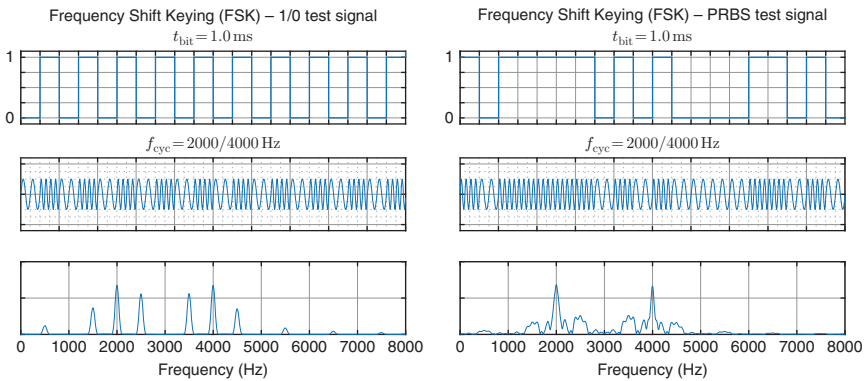 Frequency Shift Keying (FSK) – 1/0 test signal
t_bit = 1.0 ms
1
0
f_cyc = 2000/4000 Hz
0 1000 2000 3000 4000 5000 6000 7000 8000
Frequency (Hz)
Frequency Shift Keying (FSK) – PRBS test signal
t_bit = 1.0 ms
1
0
f_cyc = 2000/4000 Hz
0 1000 2000 3000 4000 5000 6000 7000 8000
Frequency (Hz)